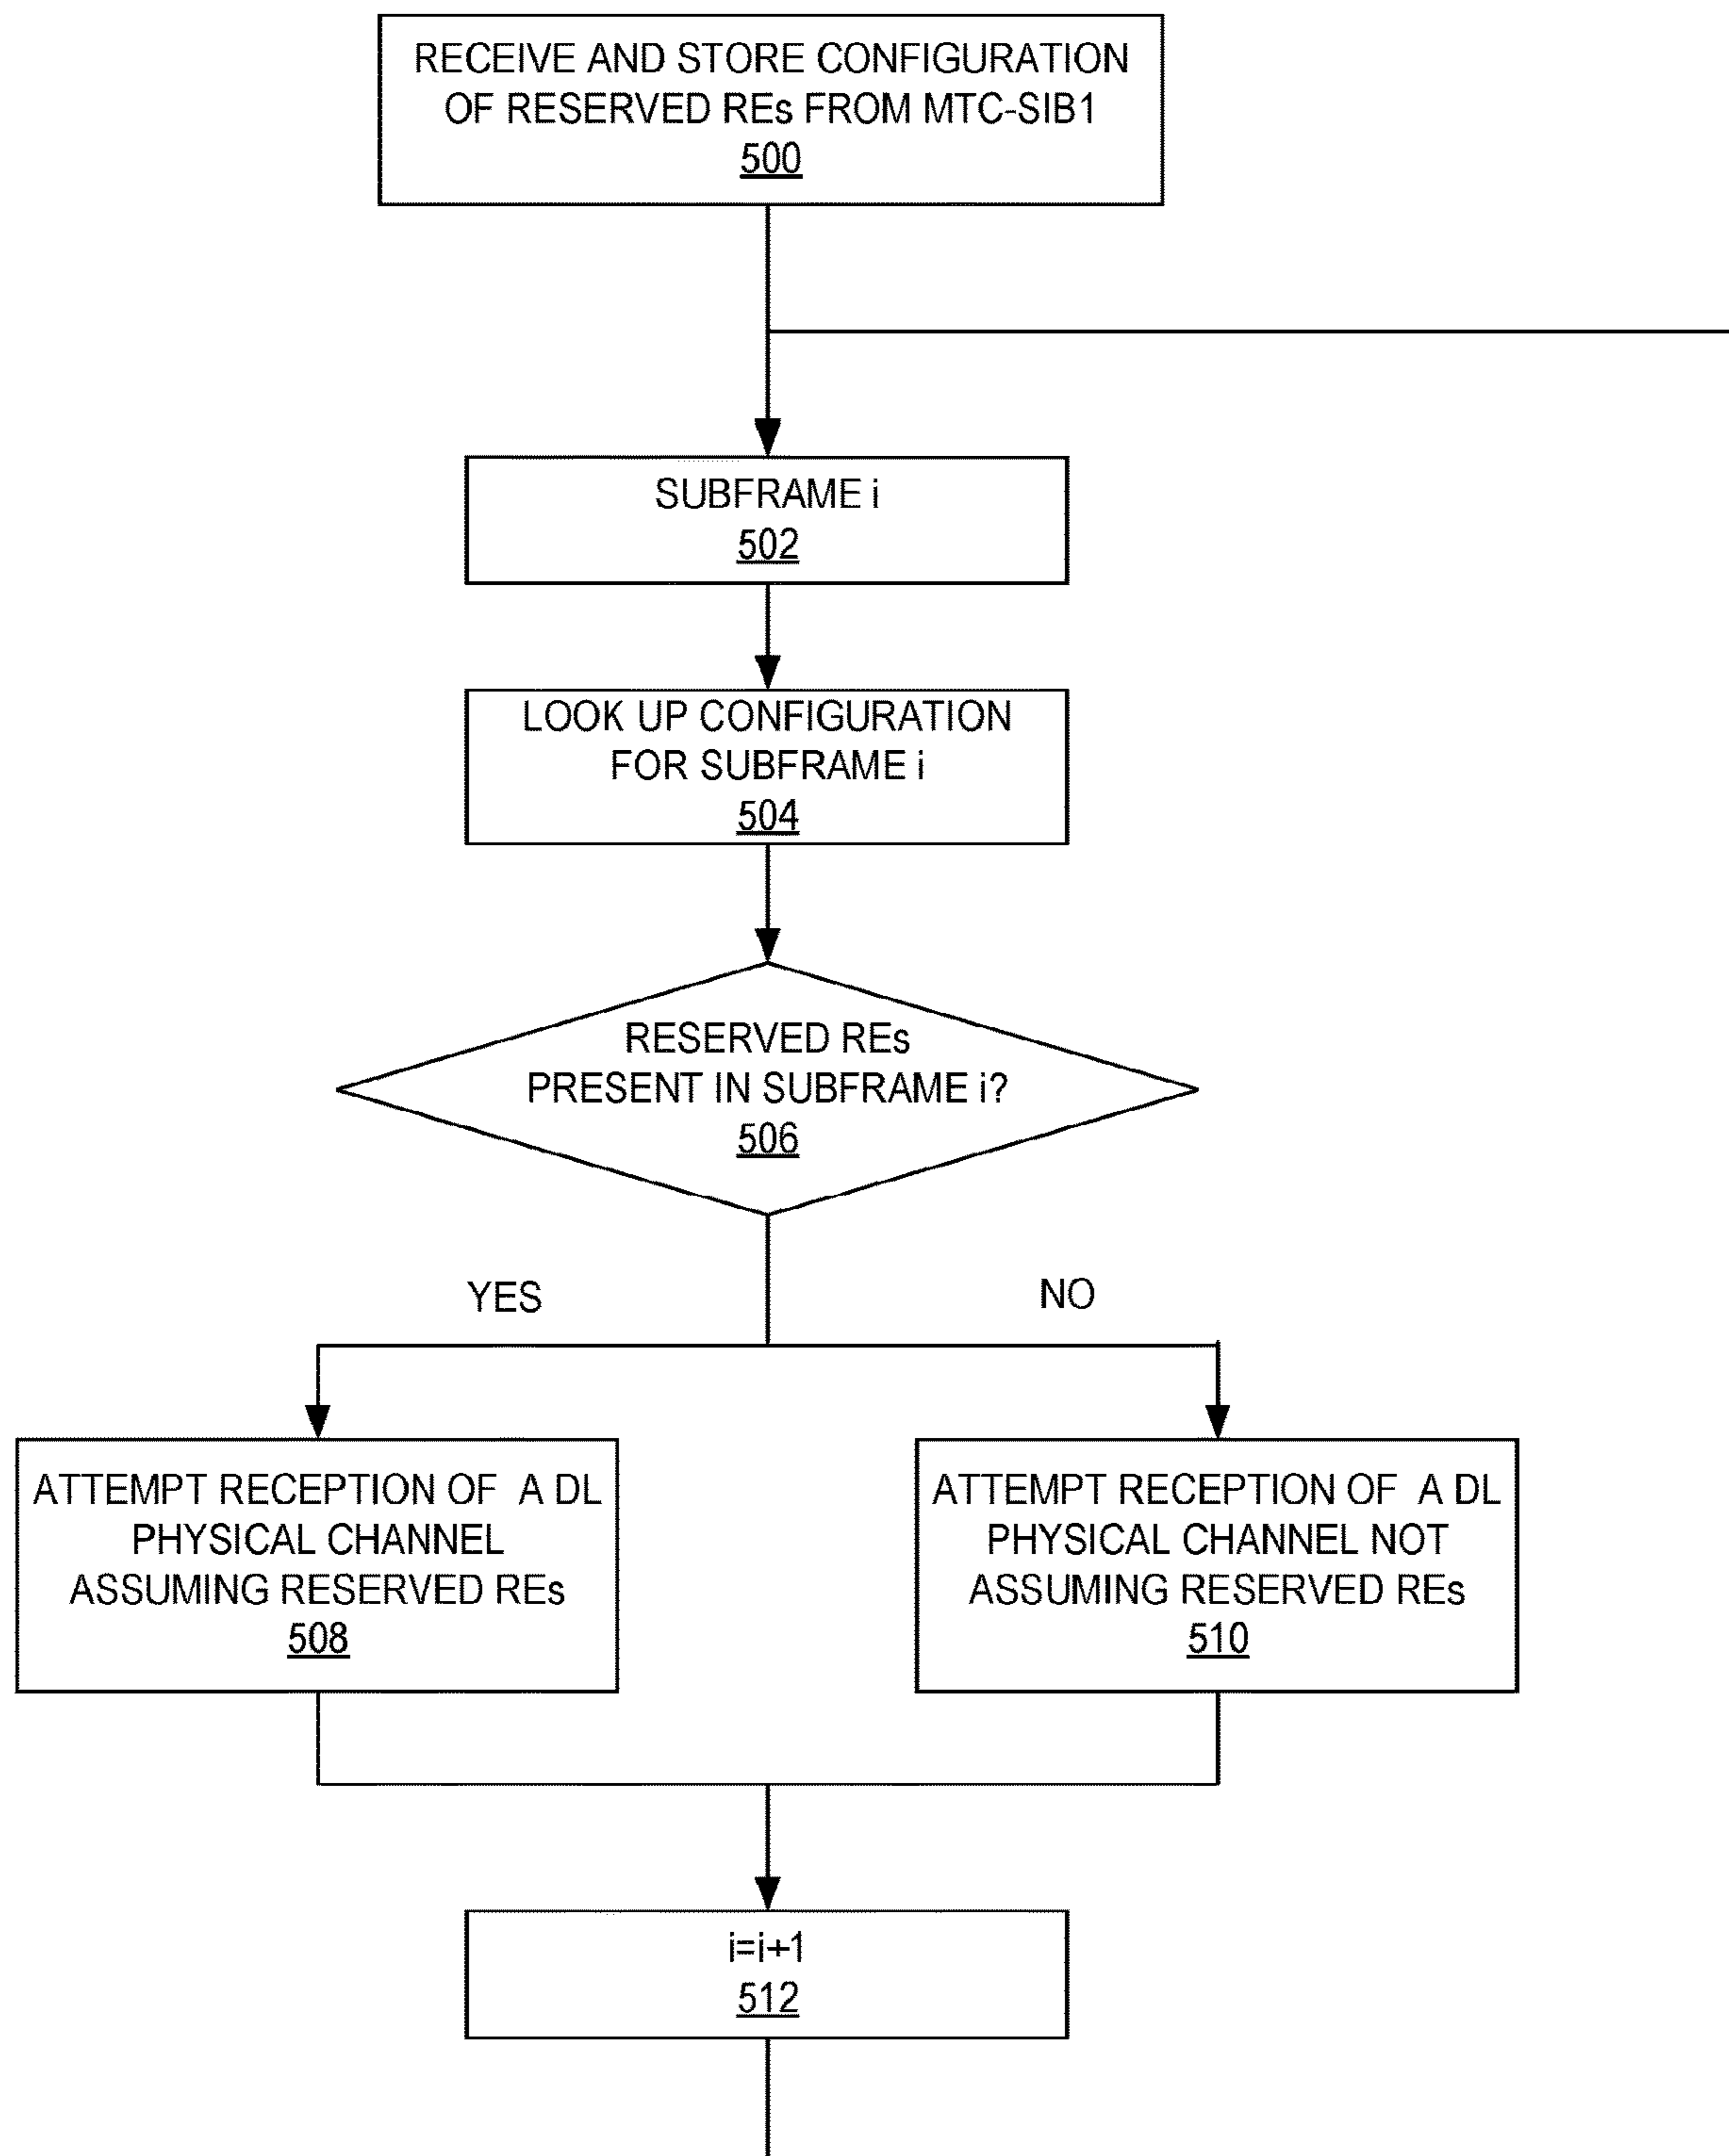 RECEIVE AND STORE CONFIGURATION
OF RESERVED REs FROM MTC-SIB1
500
SUBFRAME i
502
LOOK UP CONFIGURATION
FOR SUBFRAME i
504
RESERVED REs
PRESENT IN SUBFRAME i?
506
YES
NO
ATTEMPT RECEPTION OF A DL
PHYSICAL CHANNEL
ASSUMING RESERVED REs
508
ATTEMPT RECEPTION OF A DL
PHYSICAL CHANNEL NOT
ASSUMING RESERVED REs
510
i=i+1
512